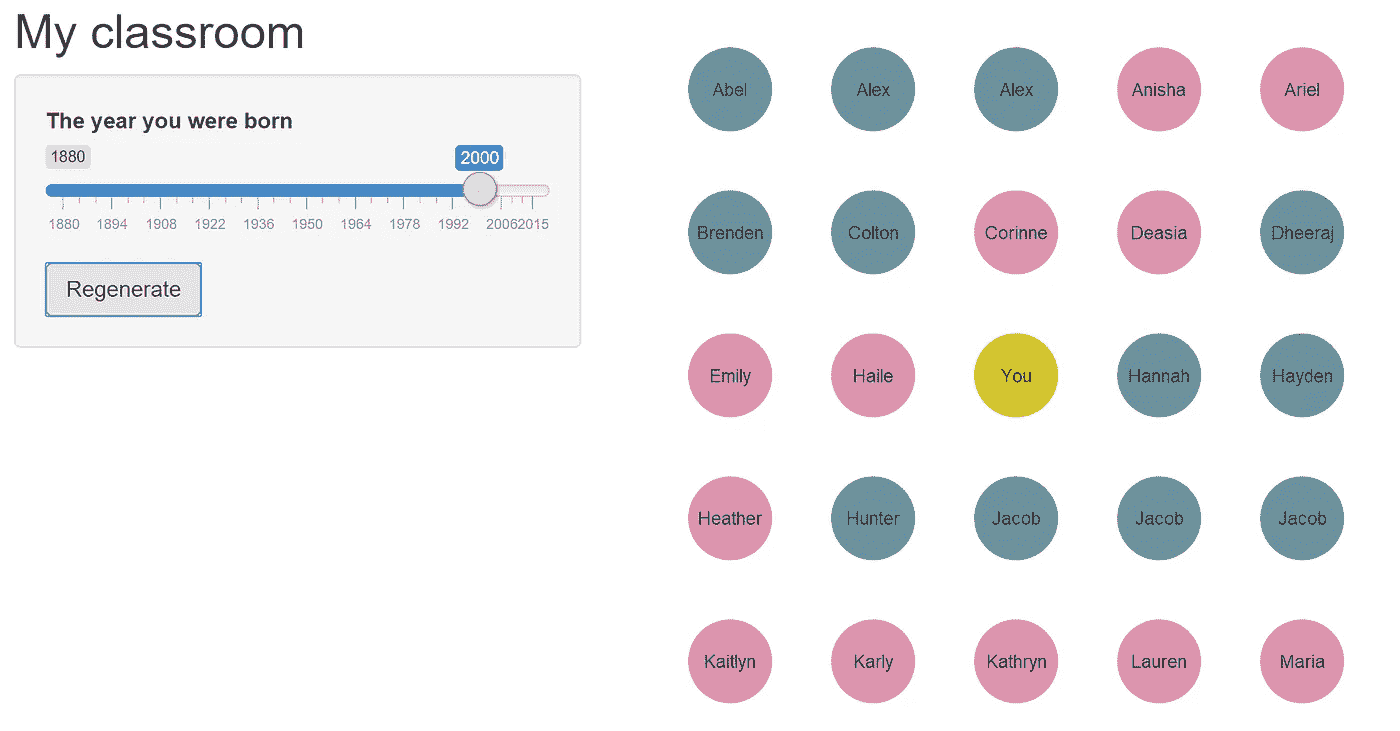 My classroom
The year you were born
1880 2000
1880 1894 1908 1922 1936 1950 1964 1978 1992 2006 2015
Regenerate
Abel Alex Alex Anisha Ariel
Brenden Colton Corinne Deasia Dheeraj
Emily Haile You Hannah Hayden
Heather Hunter Jacob Jacob Jacob
Kaitlyn Karly Kathryn Lauren Maria